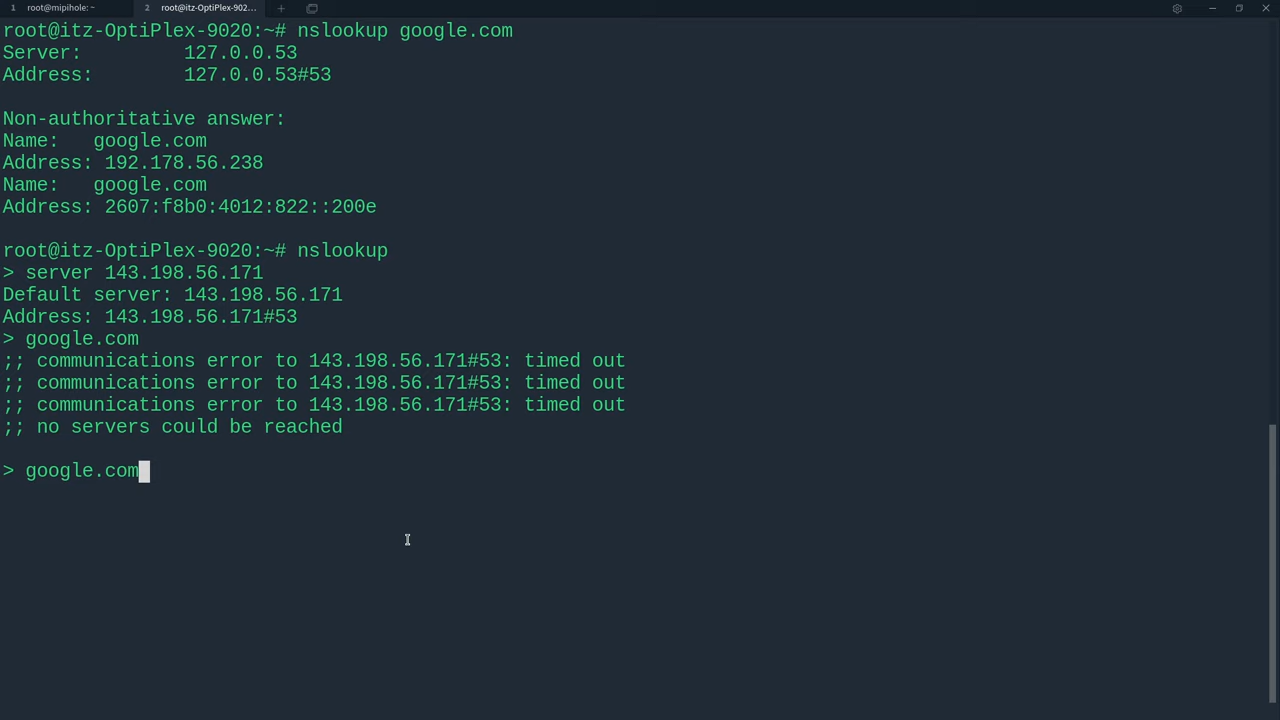 1 root@mipihole: ~ 2 root@itz-OptiPlex-902...
root@itz-OptiPlex-9020:~# nslookup google.com
Server: 127.0.0.53
Address: 127.0.0.53#53
Non-authoritative answer:
Name: google.com
Address: 192.178.56.238
Name: google.com
Address: 2607:f8b0:4012:822::200e
root@itz-OptiPlex-9020:~# nslookup
> server 143.198.56.171
Default server: 143.198.56.171
Address: 143.198.56.171#53
> google.com
;; communications error to 143.198.56.171#53: timed out
;; communications error to 143.198.56.171#53: timed out
;; communications error to 143.198.56.171#53: timed out
;; no servers could be reached
> google.com